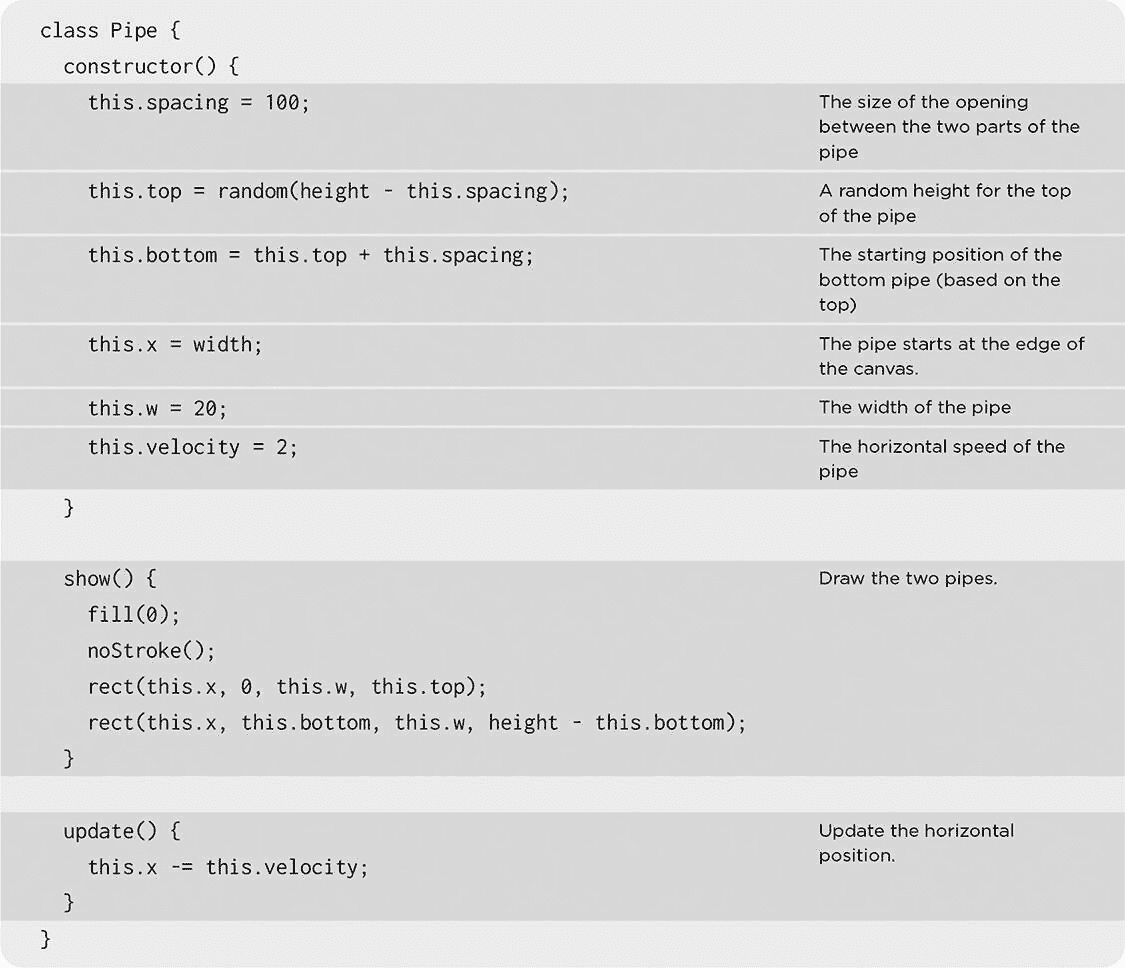 class Pipe {
constructor() {
this.spacing = 100;
The size of the opening
between the two parts of the
pipe
this.top = random(height - this.spacing);
A random height for the top
of the pipe
this.bottom = this.top + this.spacing;
The starting position of the
bottom pipe (based on the
top)
this.x = width;
The pipe starts at the edge of
the canvas.
this.w = 20;
The width of the pipe
this.velocity = 2;
The horizontal speed of the
pipe
}
show() {
Draw the two pipes.
fill(0);
noStroke();
rect(this.x, 0, this.w, this.top);
rect(this.x, this.bottom, this.w, height - this.bottom);
}
update() {
Update the horizontal
position.
this.x -= this.velocity;
}
}